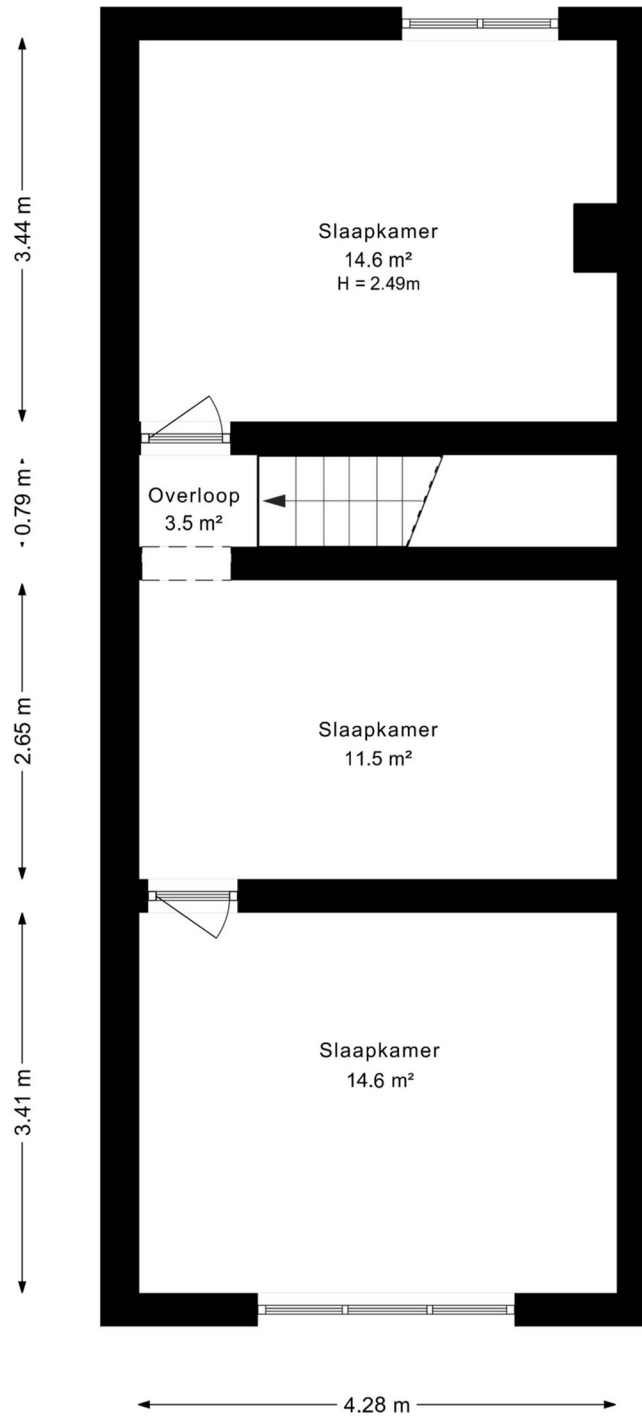 3.44 m
Slaapkamer
14.6 m²
H = 2.49m
0.79 m
Overloop
3.5 m²
2.65 m
Slaapkamer
11.5 m²
3.41 m
Slaapkamer
14.6 m²
4.28 m